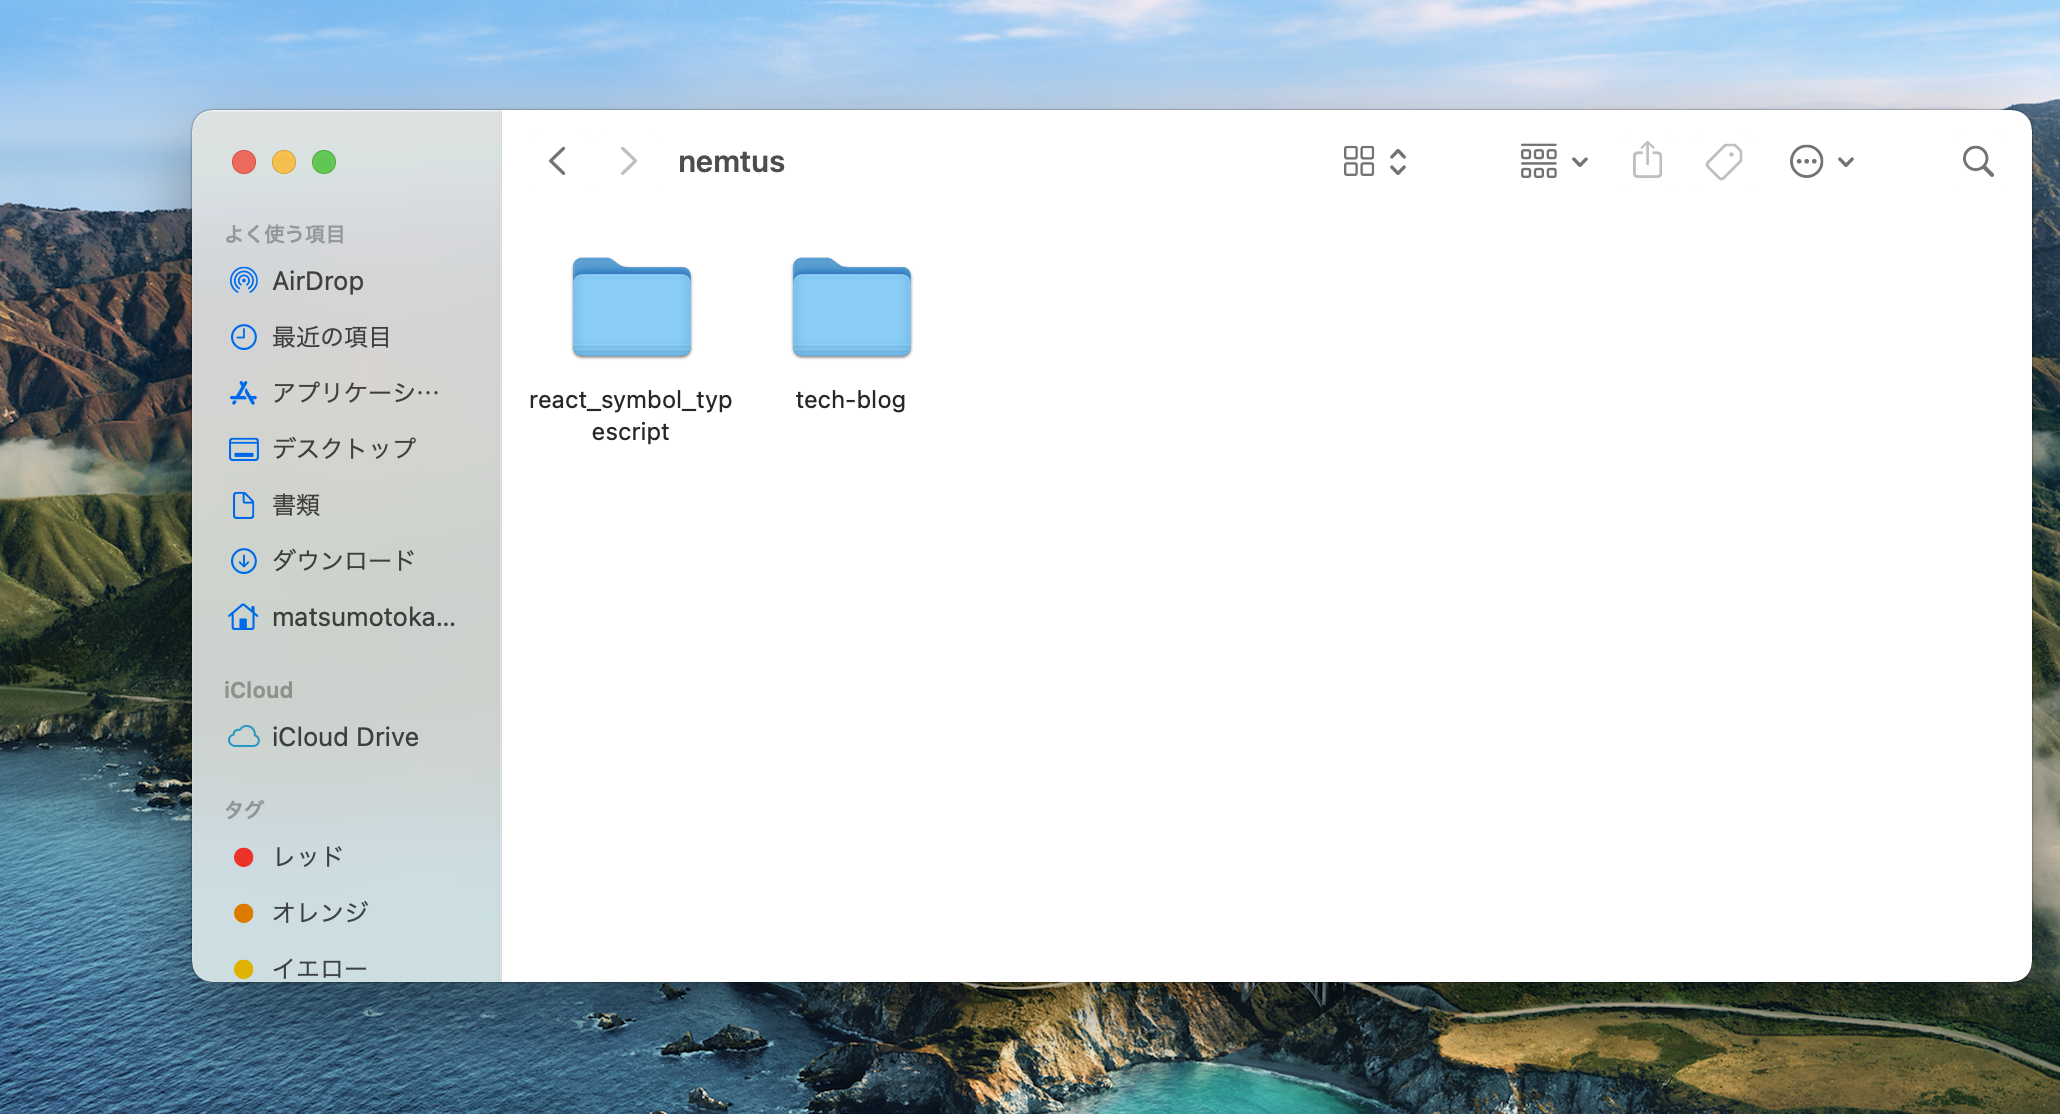 nemtus
よく使う項目
AirDrop
最近の項目
アプリケーシ…
デスクトップ
書類
ダウンロード
matsumotoka...
iCloud
iCloud Drive
タグ
レッド
オレンジ
イエロー
react_symbol_typ
escript
tech-blog